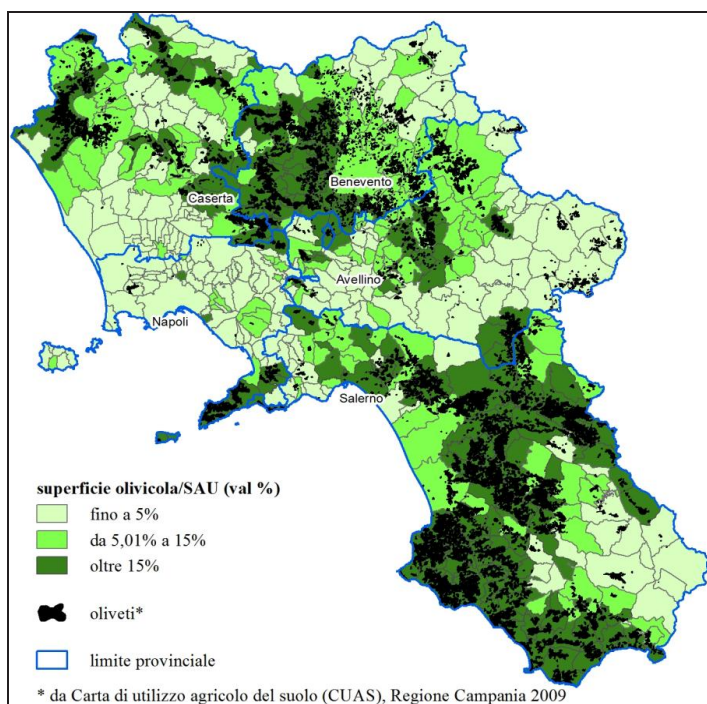 Benevento
Caserta
Avellino
Napoli
Salerno
superficie olivicola/SAU (val %)
fino a 5%
da 5,01% a 15%
oltre 15%
oliveti*
limite provinciale
* da Carta di utilizzo agricolo del suolo (CUAS), Regione Campania 2009